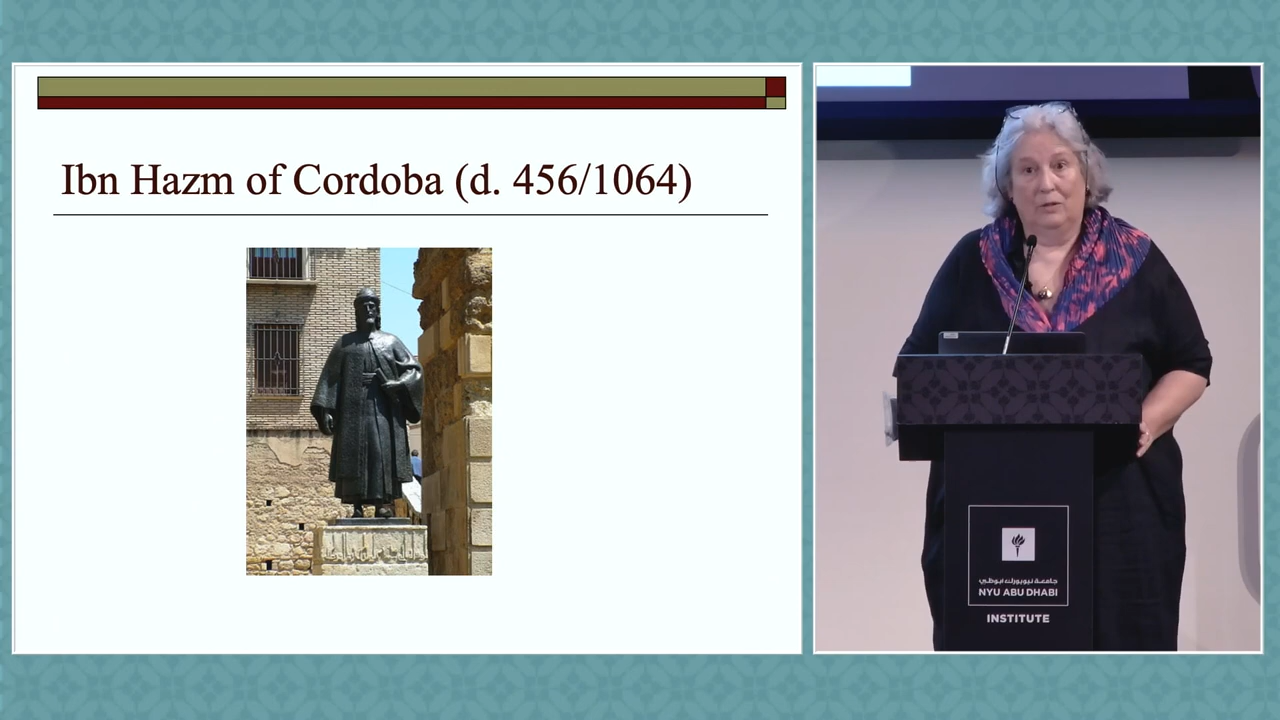 Ibn Hazm of Cordoba (d. 456/1064)
جامعة نيويورك أبوظبي
NYU ABU DHABI
INSTITUTE